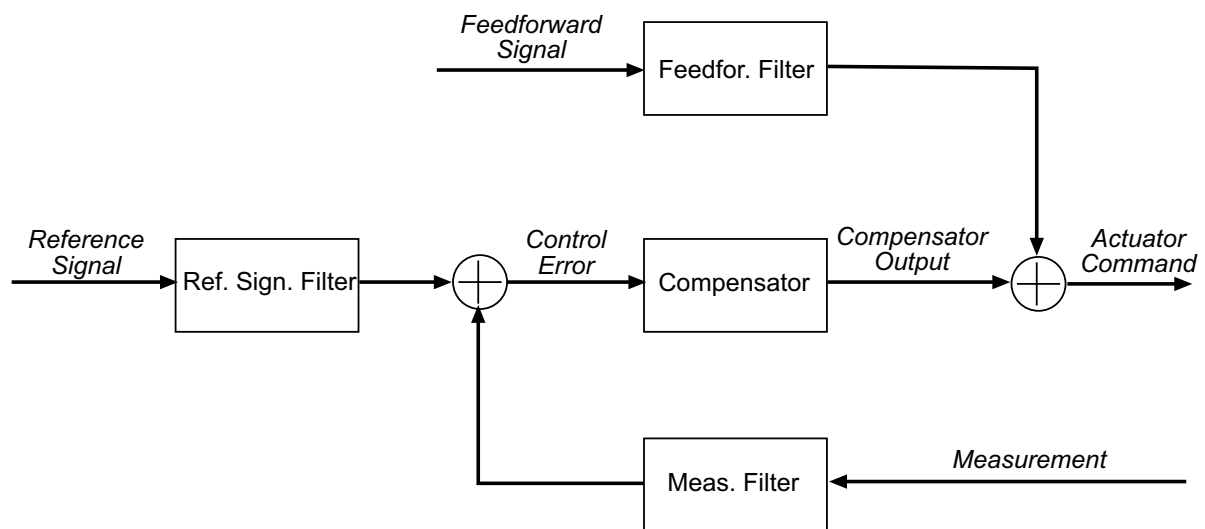 Feedforward
Signal
Feedfor. Filter
Reference
Signal
Ref. Sign. Filter
Control
Error
Compensator
Compensator
Output
Actuator
Command
Meas. Filter
Measurement